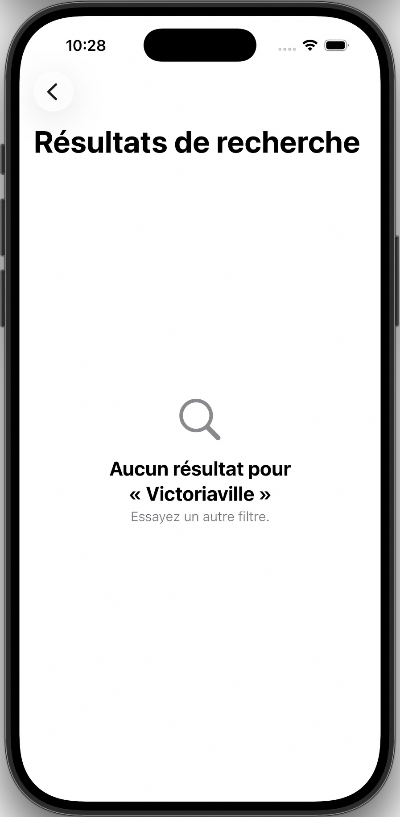 10:28
Résultats de recherche
Aucun résultat pour
« Victoriaville »
Essayez un autre filtre.